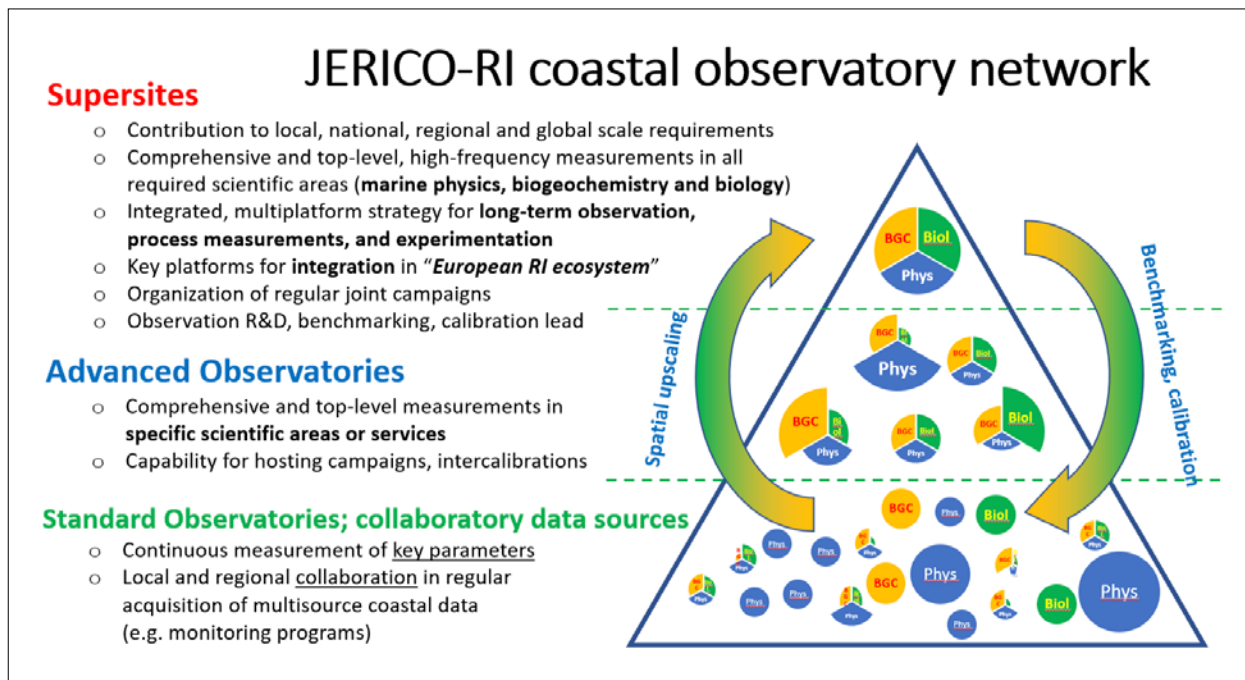 JERICO-RI coastal observatory network
Supersites
o Contribution to local, national, regional and global scale requirements
o Comprehensive and top-level, high-frequency measurements in all
required scientific areas (marine physics, biogeochemistry and biology)
o Integrated, multiplatform strategy for long-term observation,
process measurements, and experimentation
o Key platforms for integration in “European RI ecosystem”
o Organization of regular joint campaigns
o Observation R&D, benchmarking, calibration lead
Advanced Observatories
o Comprehensive and top-level measurements in
specific scientific areas or services
o Capability for hosting campaigns, intercalibrations
Standard Observatories; collaboratory data sources
o Continuous measurement of key parameters
o Local and regional collaboration in regular
acquisition of multisource coastal data
(e.g. monitoring programs)
Spatial upscaling
Benchmarking, calibration
BGC Biol
Phys
BGC
Phys
BGC Biol
Phys
BGC Bi
ol
Phys
BGC Biol
Phys
BGC Biol
Phys
BGC Phys Biol
Phys Phys
BGC Phys
Phys Phys
Phys
Biol Phys
Phys